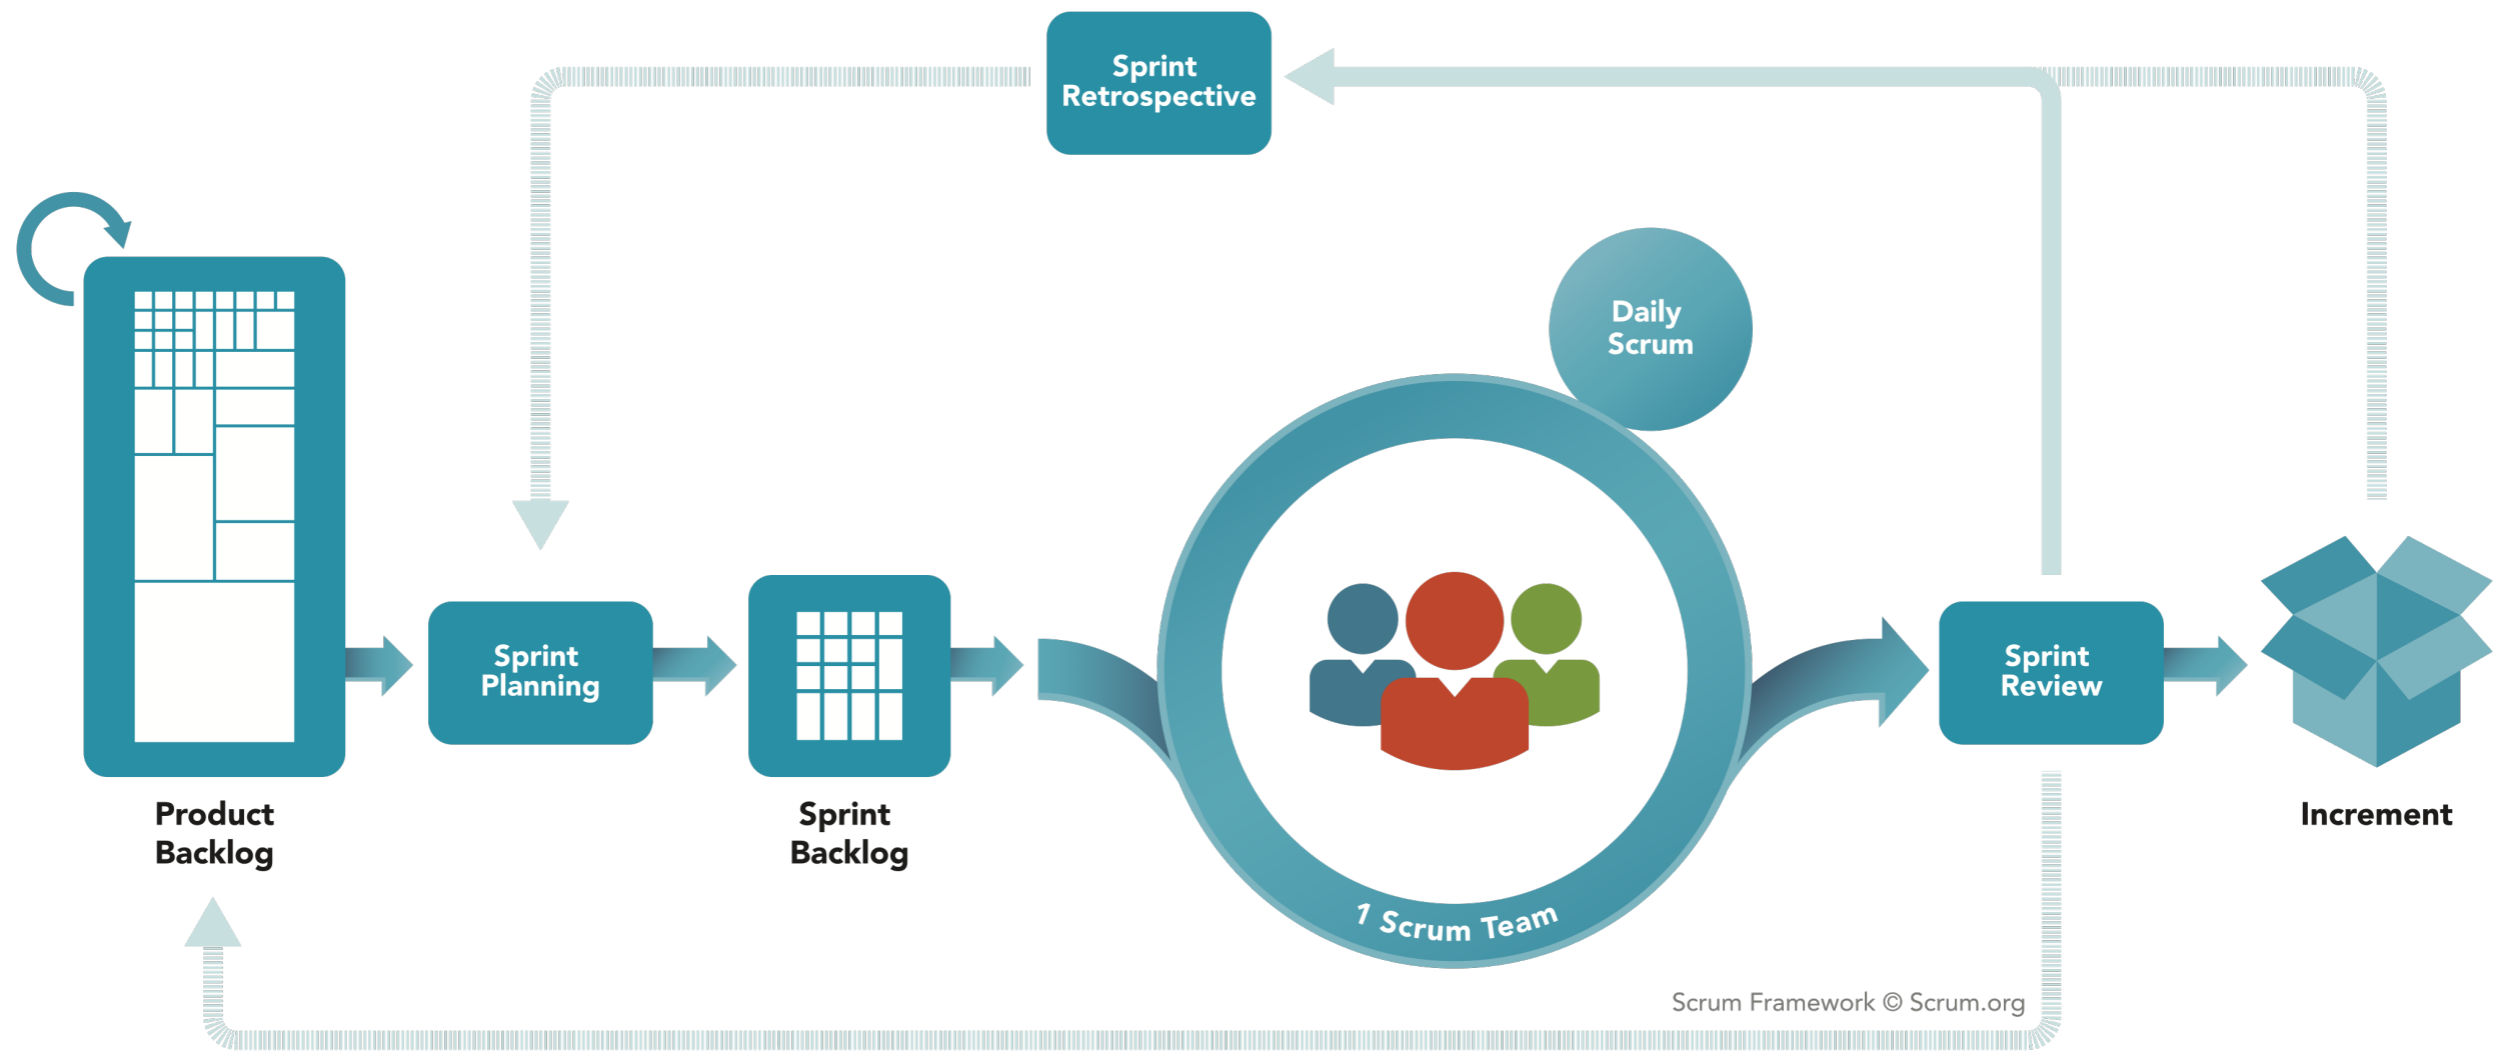 Sprint
Retrospective
Daily
Scrum
Sprint
Planning
Sprint
Review
Product
Backlog
Sprint
Backlog
Increment
1 Scrum Team
Scrum Framework © Scrum.org